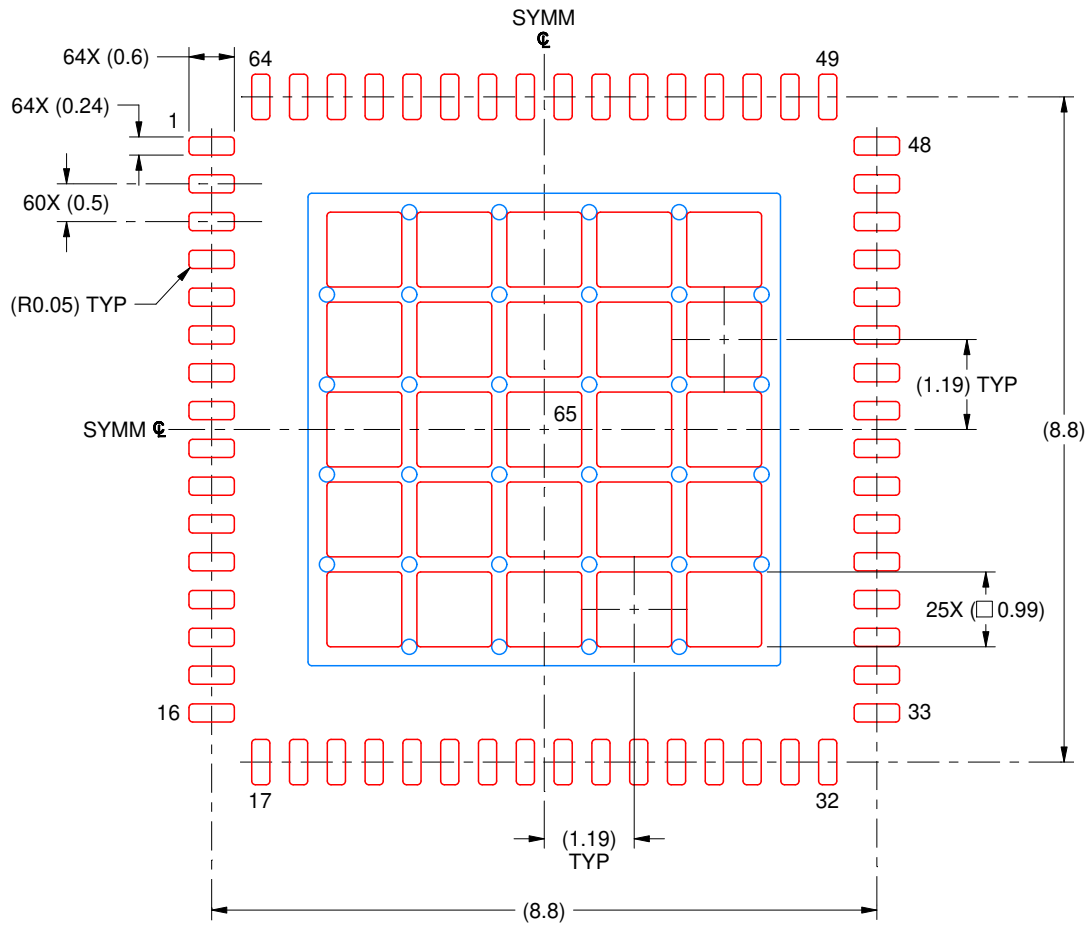 SYMM
℄
64X (0.6)
64
49
64X (0.24)
1
48
60X (0.5)
(R0.05) TYP
(1.19) TYP
65
SYMM ℄
(8.8)
25X (□ 0.99)
16
33
17
32
(1.19)
TYP
(8.8)